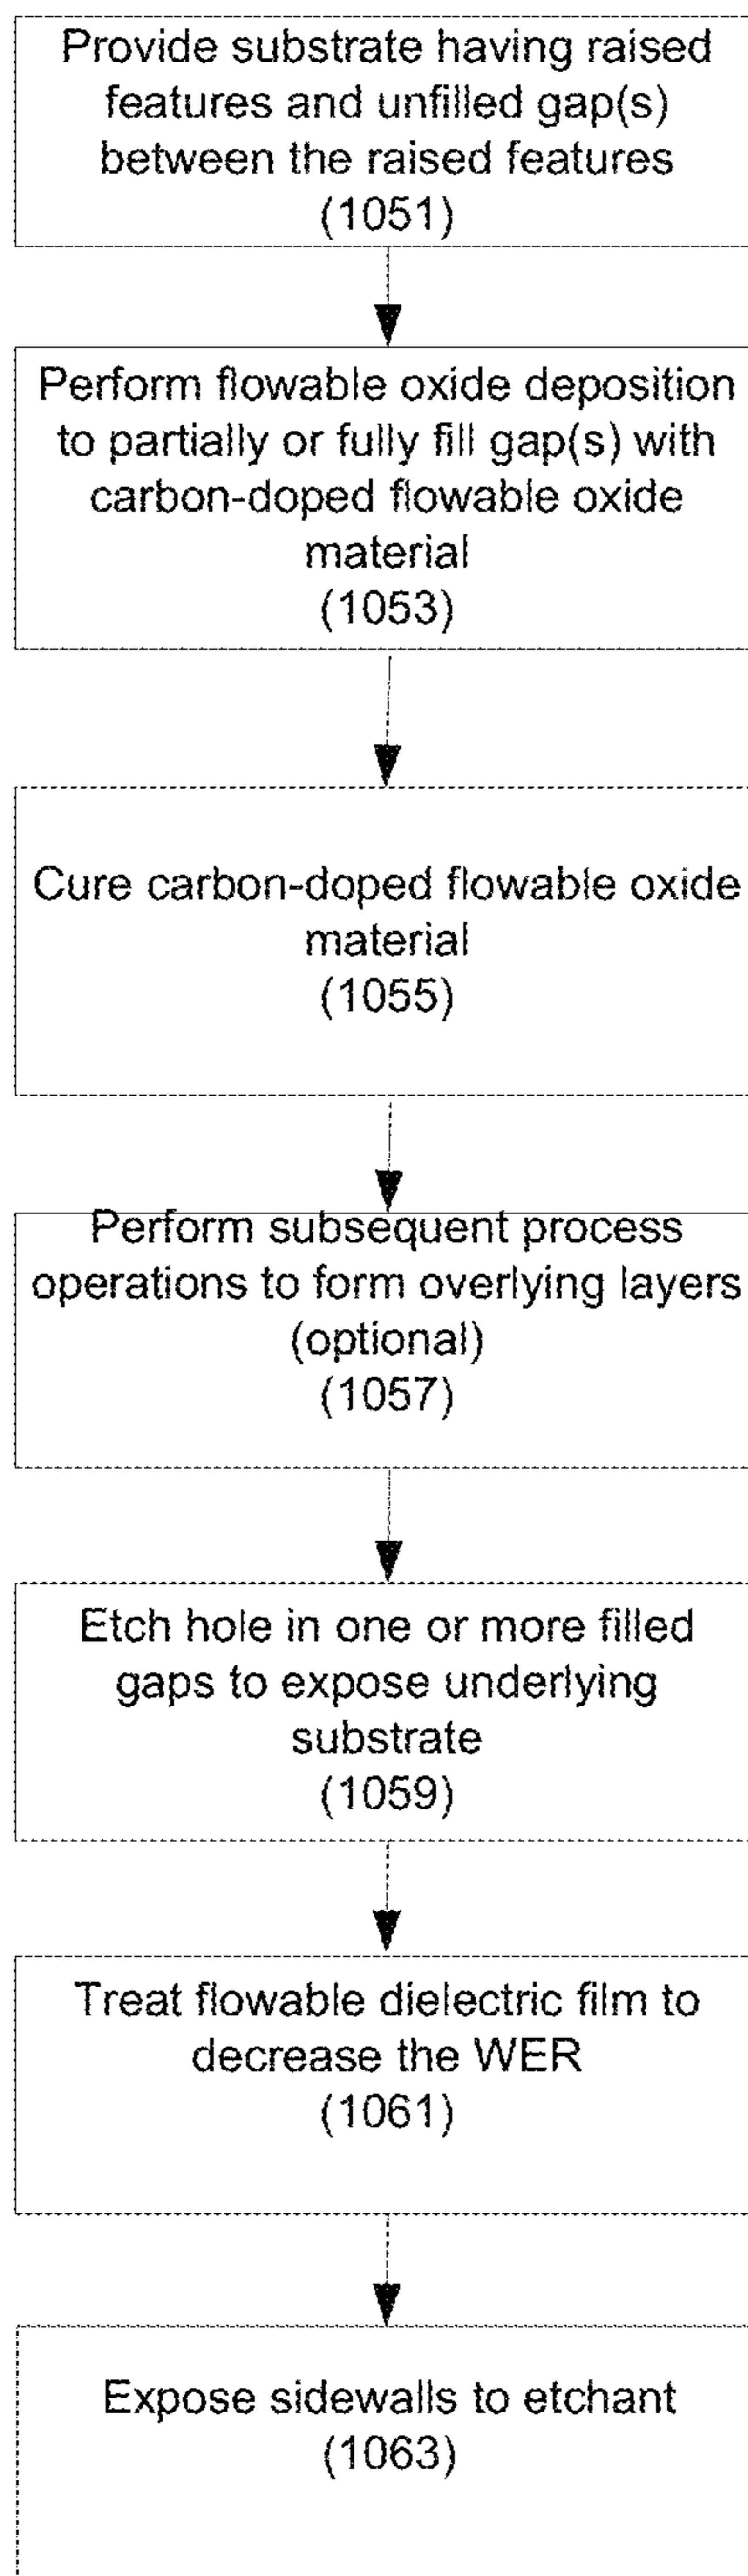 Provide substrate having raised
features and unfilled gap(s)
between the raised features
(1051)
Perform flowable oxide deposition
to partially or fully fill gap(s) with
carbon-doped flowable oxide
material
(1053)
Cure carbon-doped flowable oxide
material
(1055)
Perform subsequent process
operations to form overlying layers
(optional)
(1057)
Etch hole in one or more filled
gaps to expose underlying
substrate
(1059)
Treat flowable dielectric film to
decrease the WER
(1061)
Expose sidewalls to etchant
(1063)